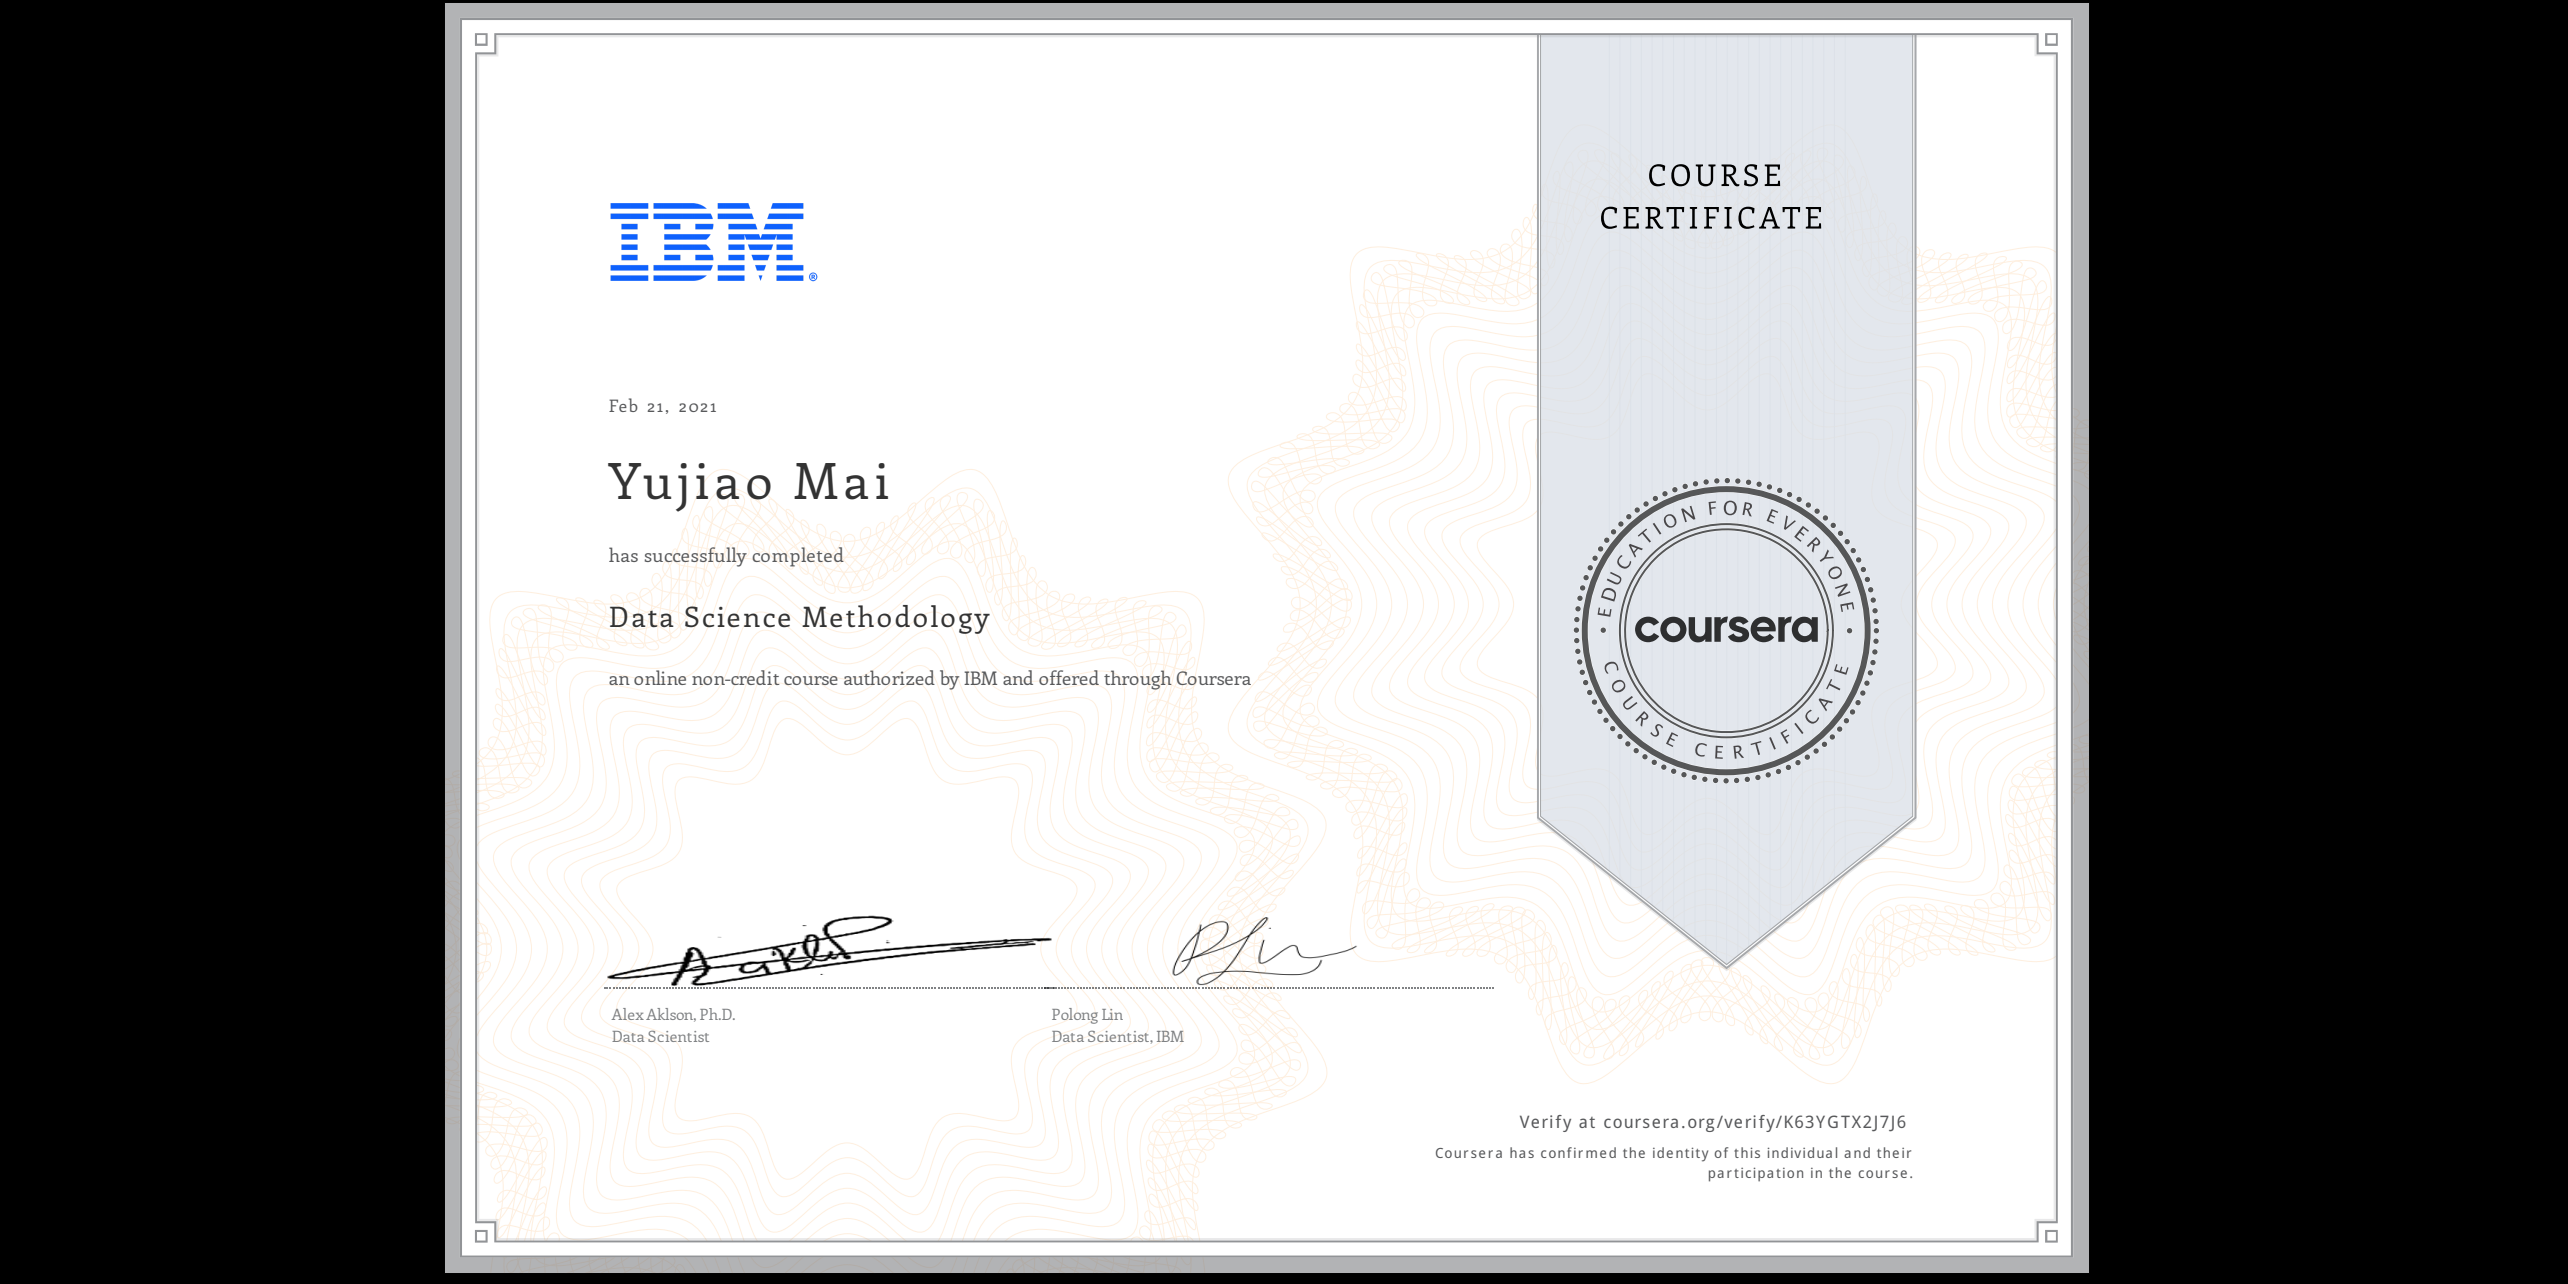 COURSE
CERTIFICATE
IBM®
Feb 21, 2021
Yujiao Mai
has successfully completed
Data Science Methodology
an online non-credit course authorized by IBM and offered through Coursera
EDUCATION FOR EVERYONE
coursera
COURSE CERTIFICATE
Alex Aklson, Ph.D.
Data Scientist
Polong Lin
Data Scientist, IBM
Verify at coursera.org/verify/K63YGTX2J7J6
Coursera has confirmed the identity of this individual and their
participation in the course.